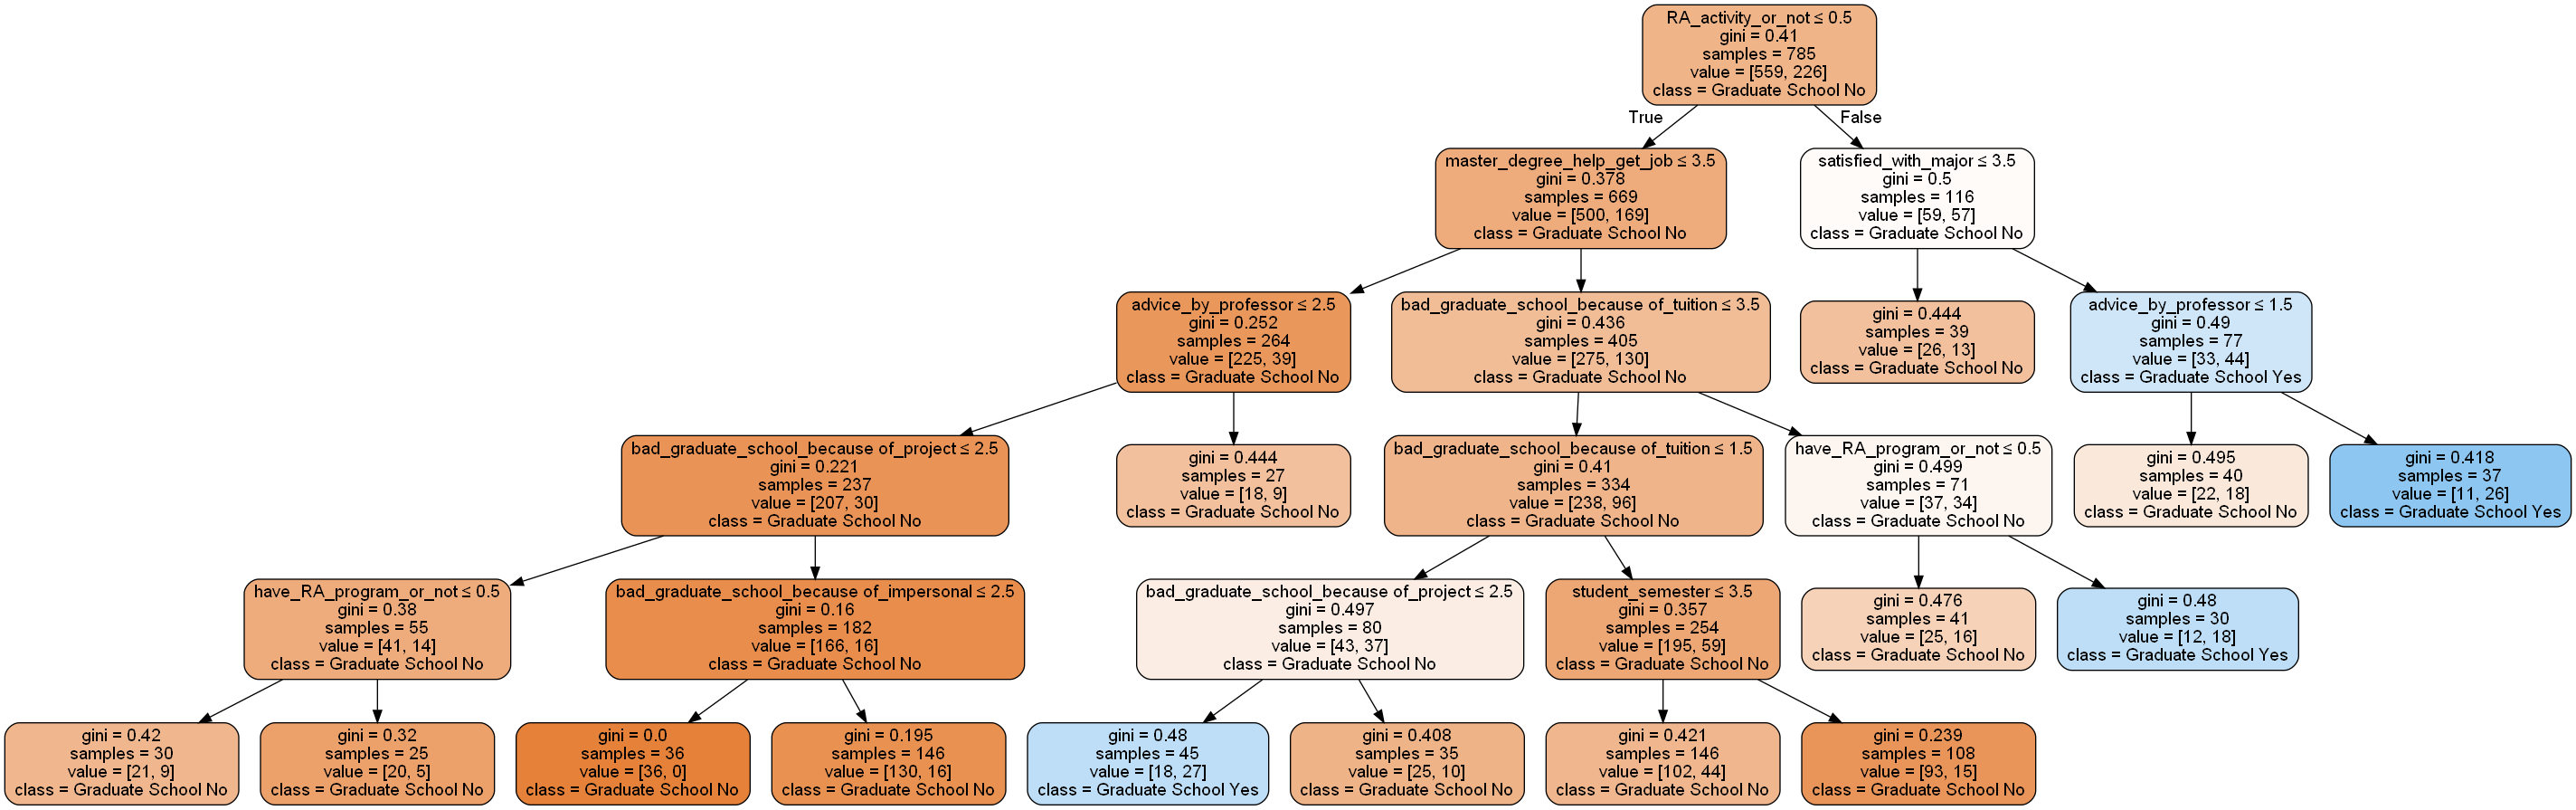 RA_activity_or_not ≤ 0.5
gini = 0.41
samples = 785
value = [559, 226]
class = Graduate School No
True
False
master_degree_help_get_job ≤ 3.5
gini = 0.378
samples = 669
value = [500, 169]
class = Graduate School No
satisfied_with_major ≤ 3.5
gini = 0.5
samples = 116
value = [59, 57]
class = Graduate School No
advice_by_professor ≤ 2.5
gini = 0.252
samples = 264
value = [225, 39]
class = Graduate School No
bad_graduate_school_because of_tuition ≤ 3.5
gini = 0.436
samples = 405
value = [275, 130]
class = Graduate School No
gini = 0.444
samples = 39
value = [26, 13]
class = Graduate School No
advice_by_professor ≤ 1.5
gini = 0.49
samples = 77
value = [33, 44]
class = Graduate School Yes
bad_graduate_school_because of_project ≤ 2.5
gini = 0.221
samples = 237
value = [207, 30]
class = Graduate School No
gini = 0.444
samples = 27
value = [18, 9]
class = Graduate School No
bad_graduate_school_because of_tuition ≤ 1.5
gini = 0.41
samples = 334
value = [238, 96]
class = Graduate School No
have_RA_program_or_not ≤ 0.5
gini = 0.499
samples = 71
value = [37, 34]
class = Graduate School No
gini = 0.495
samples = 40
value = [22, 18]
class = Graduate School No
gini = 0.418
samples = 37
value = [11, 26]
class = Graduate School Yes
have_RA_program_or_not ≤ 0.5
gini = 0.38
samples = 55
value = [41, 14]
class = Graduate School No
bad_graduate_school_because of_impersonal ≤ 2.5
gini = 0.16
samples = 182
value = [166, 16]
class = Graduate School No
bad_graduate_school_because of_project ≤ 2.5
gini = 0.497
samples = 80
value = [43, 37]
class = Graduate School No
student_semester ≤ 3.5
gini = 0.357
samples = 254
value = [195, 59]
class = Graduate School No
gini = 0.476
samples = 41
value = [25, 16]
class = Graduate School No
gini = 0.48
samples = 30
value = [12, 18]
class = Graduate School Yes
gini = 0.42
samples = 30
value = [21, 9]
class = Graduate School No
gini = 0.32
samples = 25
value = [20, 5]
class = Graduate School No
gini = 0.0
samples = 36
value = [36, 0]
class = Graduate School No
gini = 0.195
samples = 146
value = [130, 16]
class = Graduate School No
gini = 0.48
samples = 45
value = [18, 27]
class = Graduate School Yes
gini = 0.408
samples = 35
value = [25, 10]
class = Graduate School No
gini = 0.421
samples = 146
value = [102, 44]
class = Graduate School No
gini = 0.239
samples = 108
value = [93, 15]
class = Graduate School No